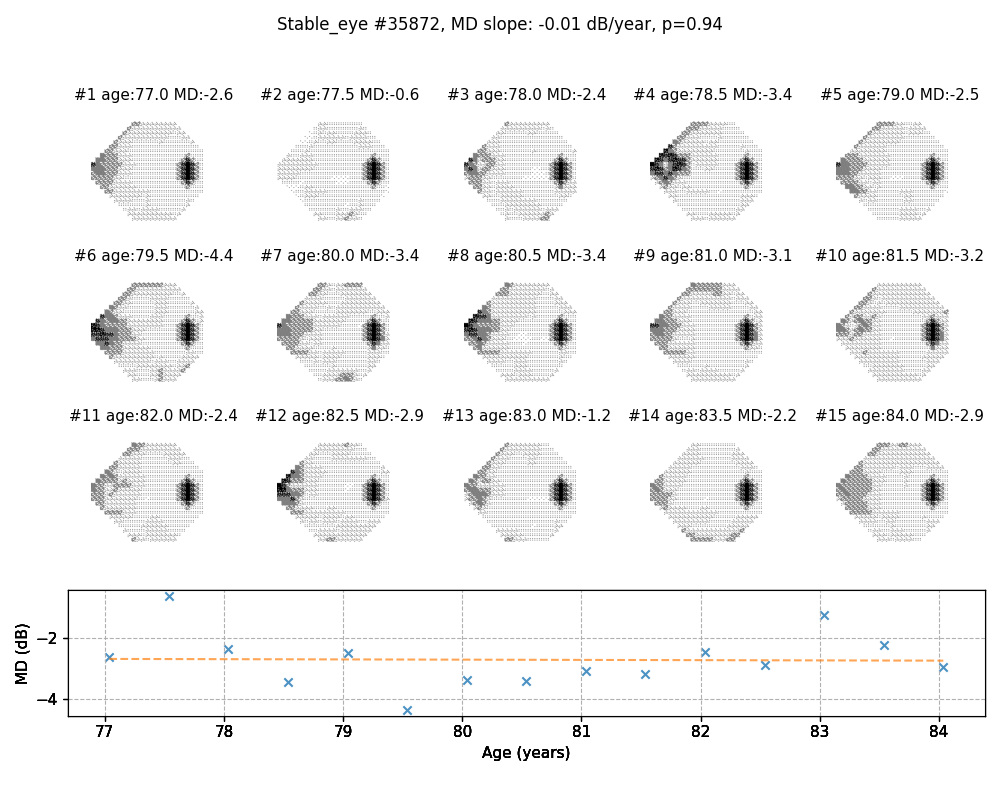 Stable_eye #35872, MD slope: -0.01 dB/year, p=0.94
#1 age:77.0 MD:-2.6 #2 age:77.5 MD:-0.6 #3 age:78.0 MD:-2.4 #4 age:78.5 MD:-3.4 #5 age:79.0 MD:-2.5
#6 age:79.5 MD:-4.4 #7 age:80.0 MD:-3.4 #8 age:80.5 MD:-3.4 #9 age:81.0 MD:-3.1 #10 age:81.5 MD:-3.2
#11 age:82.0 MD:-2.4 #12 age:82.5 MD:-2.9 #13 age:83.0 MD:-1.2 #14 age:83.5 MD:-2.2 #15 age:84.0 MD:-2.9
MD (dB)
−2
−4
77 78 79 80 81 82 83 84
Age (years)